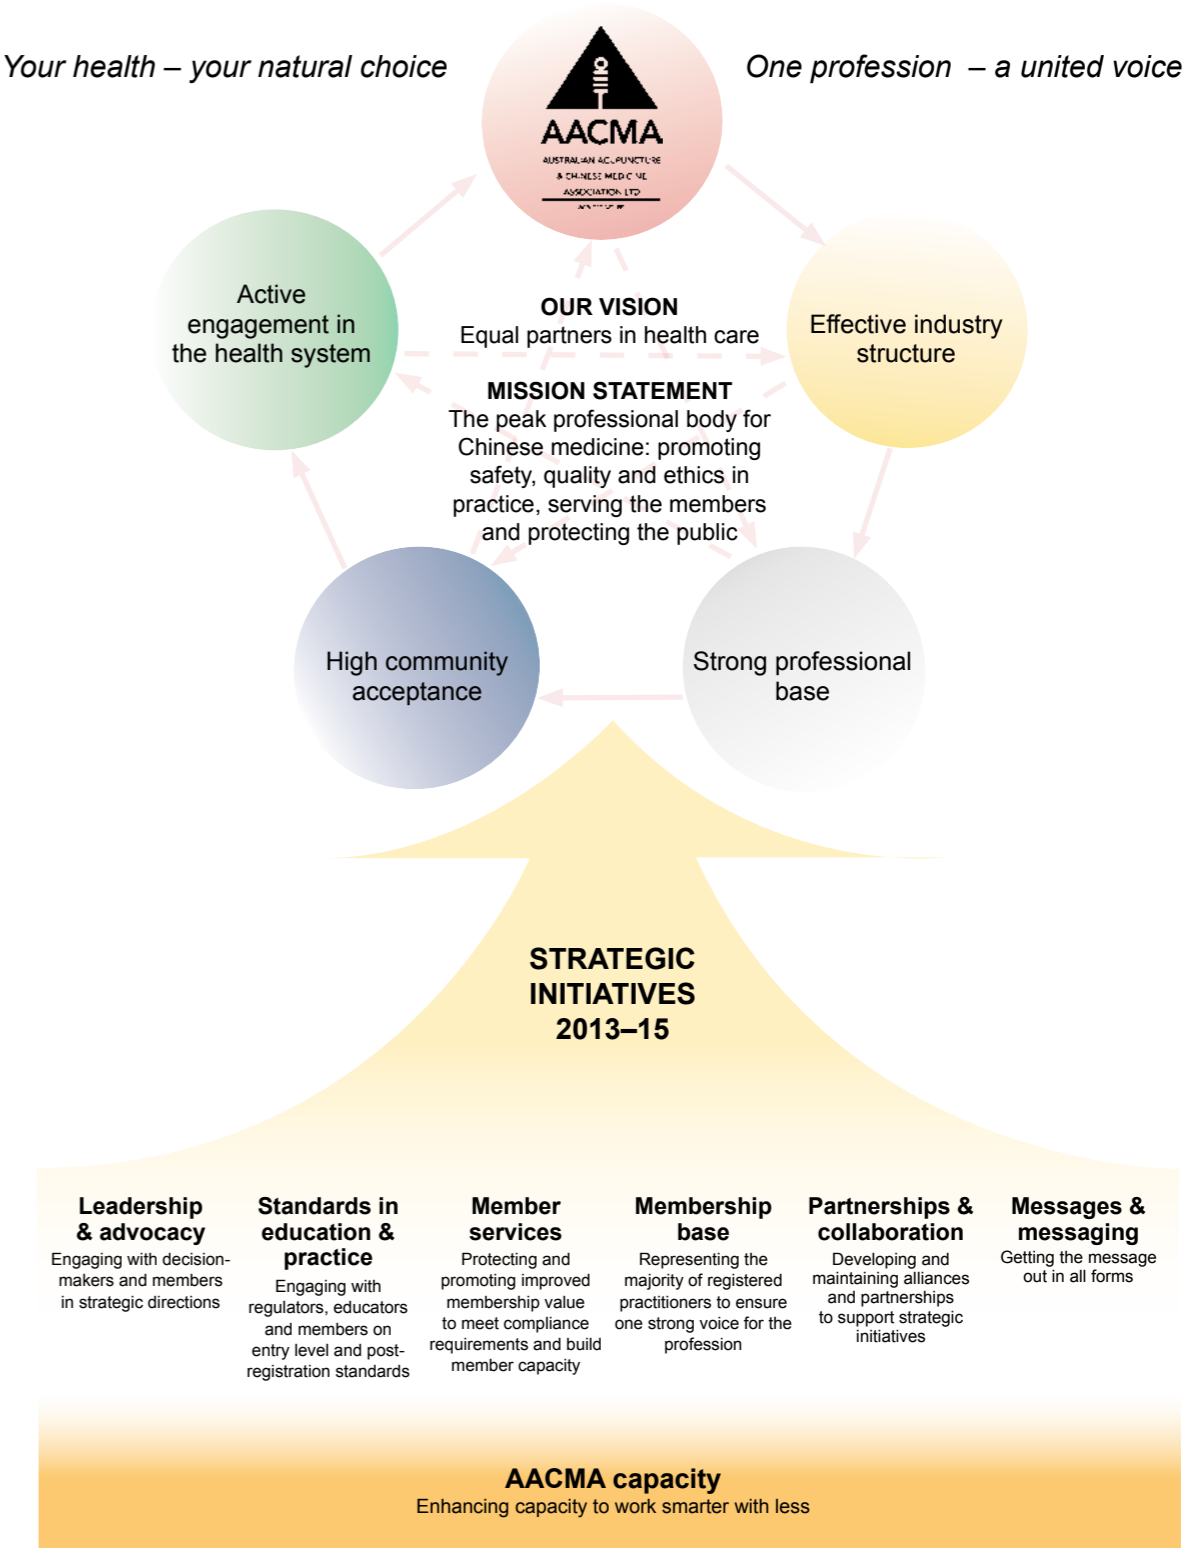 Your health – your natural choice
One profession – a united voice
AACMA
AUSTRALIAN ACUPUNCTURE
& CHINESE MEDICINE
ASSOCIATION LTD
Active
engagement in
the health system
OUR VISION
Equal partners in health care
Effective industry
structure
MISSION STATEMENT
The peak professional body for
Chinese medicine: promoting
safety, quality and ethics in
practice, serving the members
and protecting the public
High community
acceptance
Strong professional
base
STRATEGIC
INITIATIVES
2013–15
Leadership
& advocacy
Engaging with decision-
makers and members
in strategic directions
Standards in
education &
practice
Engaging with
regulators, educators
and members on
entry level and post-
registration standards
Member
services
Protecting and
promoting improved
membership value
to meet compliance
requirements and build
member capacity
Membership
base
Representing the
majority of registered
practitioners to ensure
one strong voice for the
profession
Partnerships &
collaboration
Developing and
maintaining alliances
and partnerships
to support strategic
initiatives
Messages &
messaging
Getting the message
out in all forms
AACMA capacity
Enhancing capacity to work smarter with less